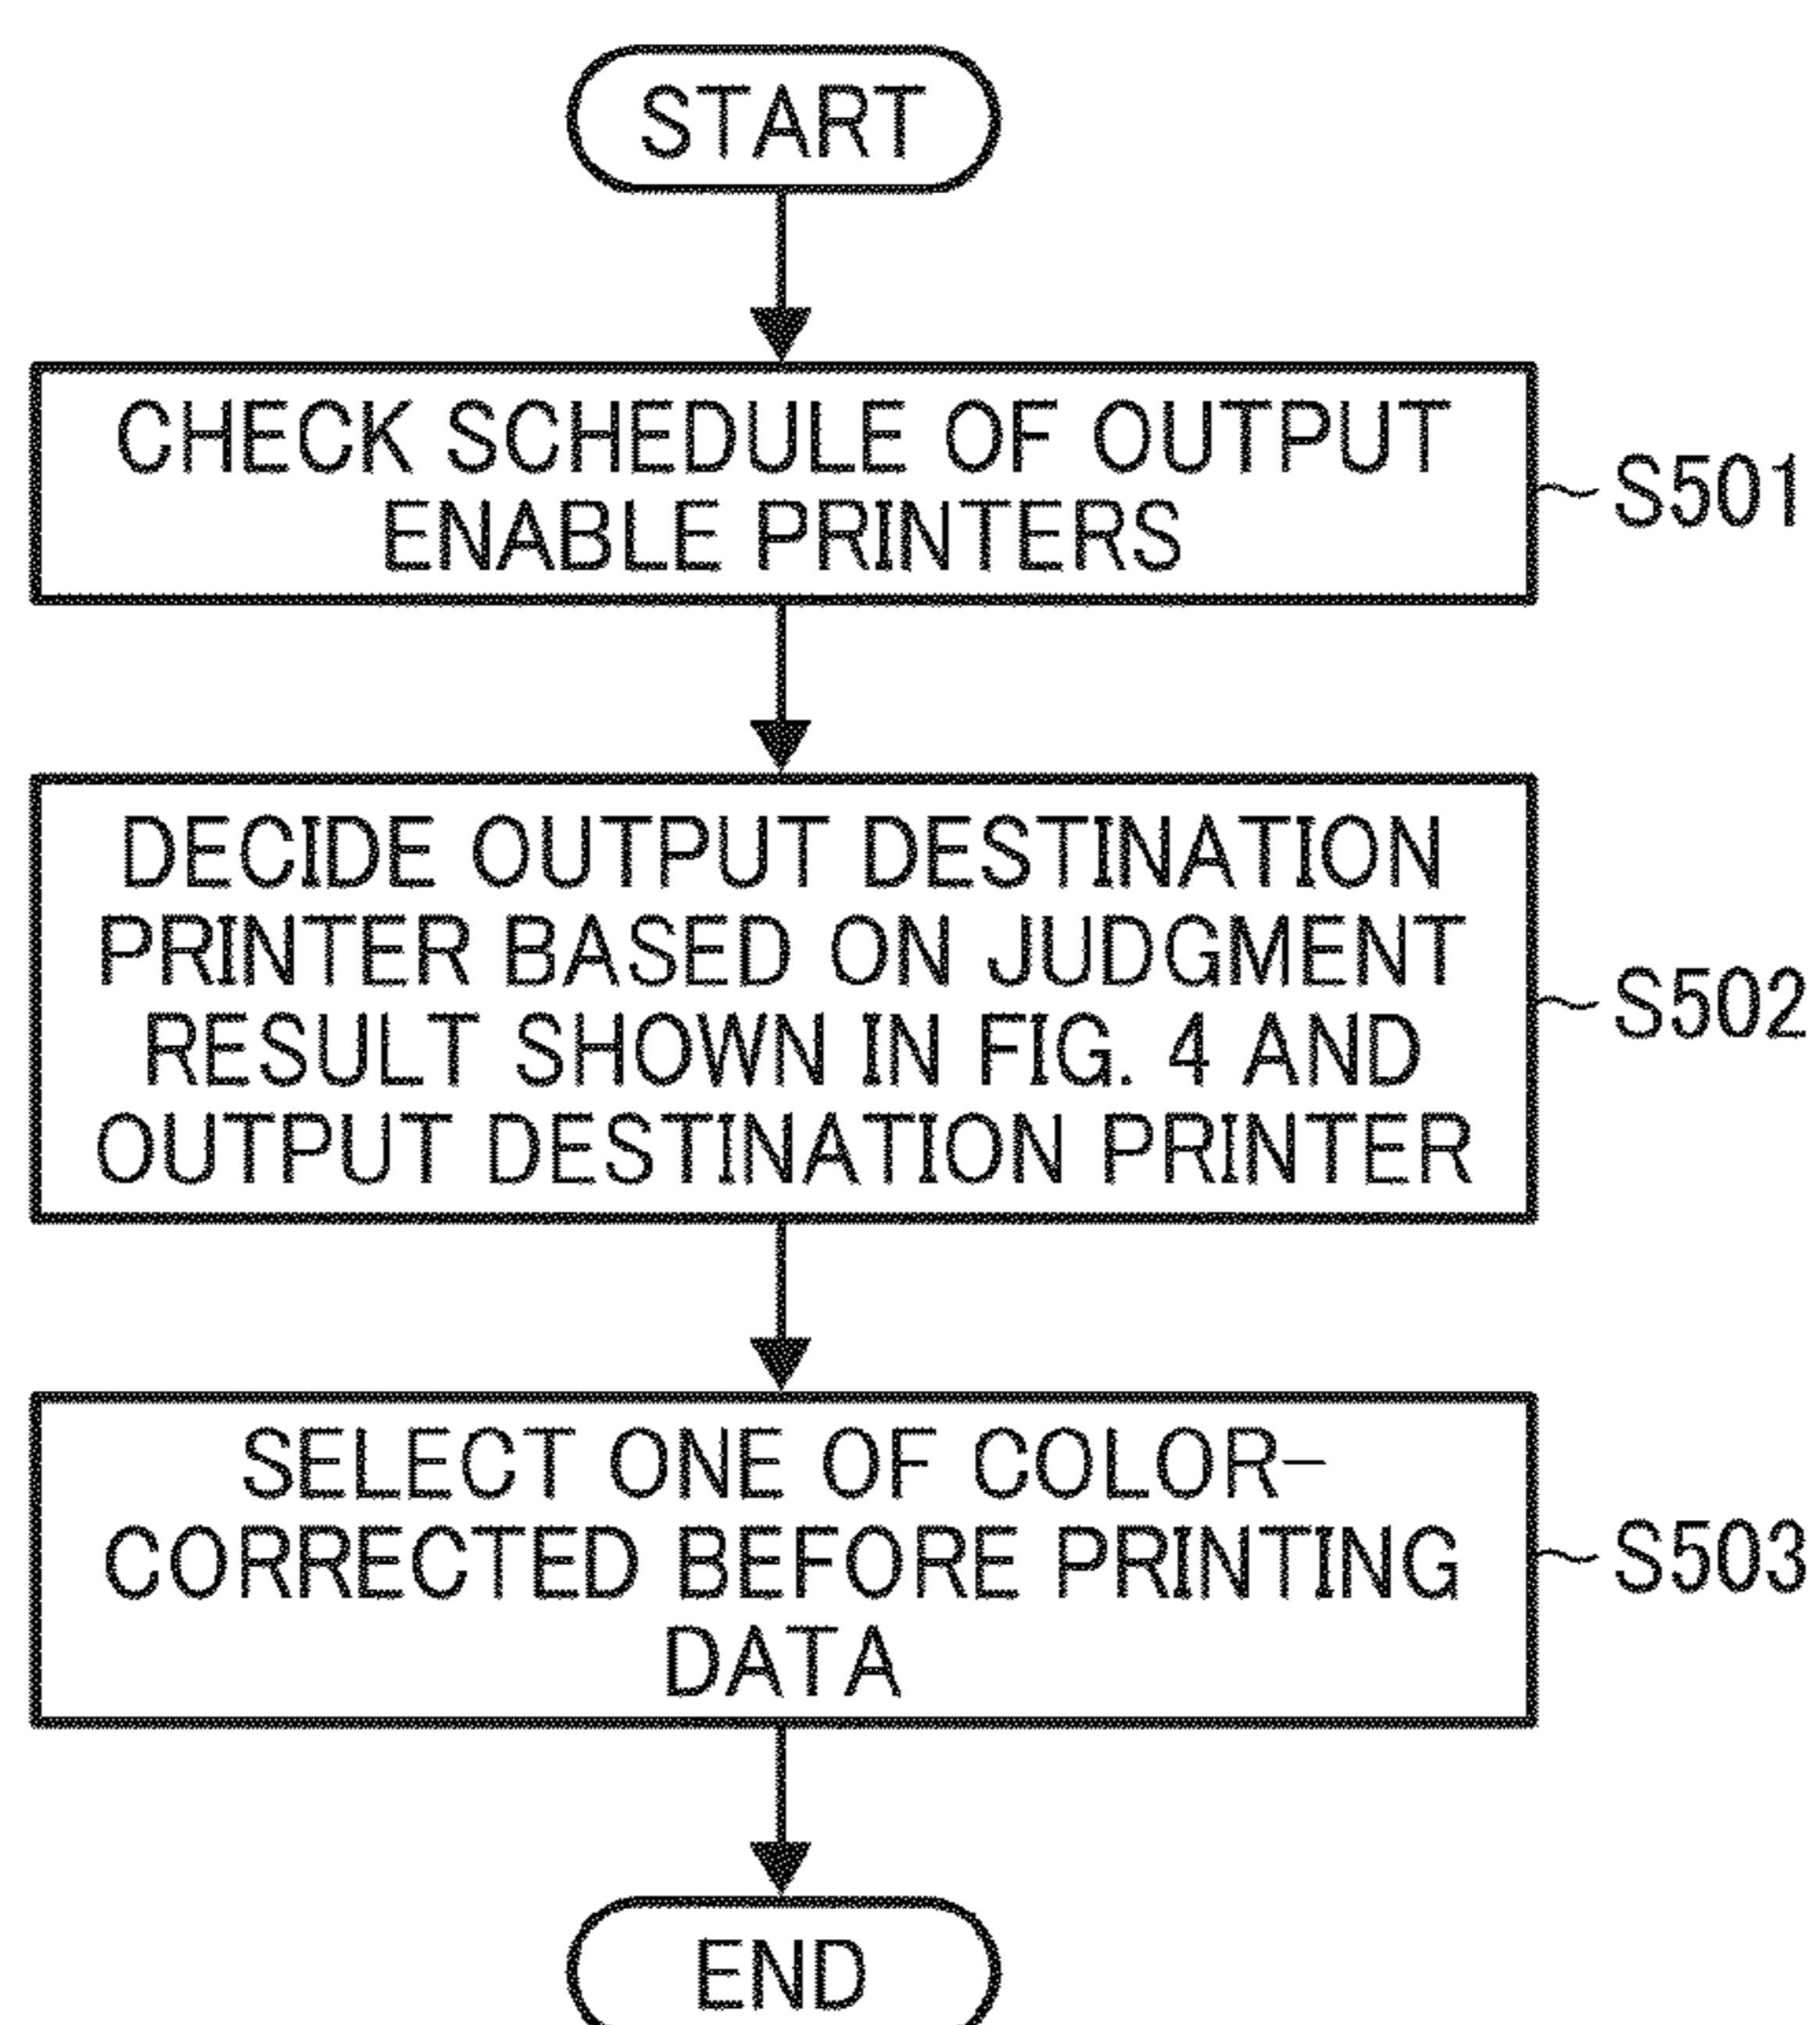 START
CHECK SCHEDULE OF OUTPUT
ENABLE PRINTERS
S501
DECIDE OUTPUT DESTINATION
PRINTER BASED ON JUDGMENT
RESULT SHOWN IN FIG. 4 AND
OUTPUT DESTINATION PRINTER
S502
SELECT ONE OF COLOR-
CORRECTED BEFORE PRINTING
DATA
S503
END